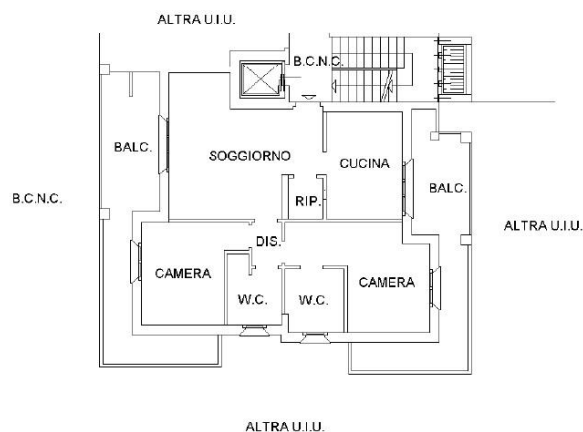 ALTRA U.I.U.
B.C.N.C.
BALC.
SOGGIORNO
CUCINA
BALC.
B.C.N.C.
RIP.
ALTRA U.I.U.
DIS.
CAMERA
CAMERA
W.C.
W.C.
ALTRA U.I.U.